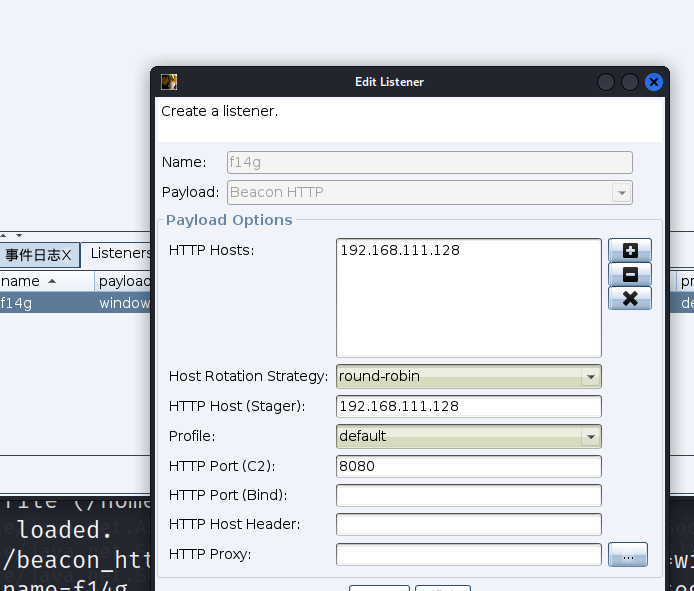 Edit Listener
Create a listener.
Name: f14g
Payload: Beacon HTTP
Payload Options
事件日志X Listeners
HTTP Hosts: 192.168.111.128
name payload pr
f14g window de
Host Rotation Strategy: round-robin
HTTP Host (Stager): 192.168.111.128
Profile: default
HTTP Port (C2): 8080
HTTP Port (Bind):
HTTP Host Header:
HTTP Proxy: ...
file (/home
loaded.
/beacon_htt =wi
name=f14g